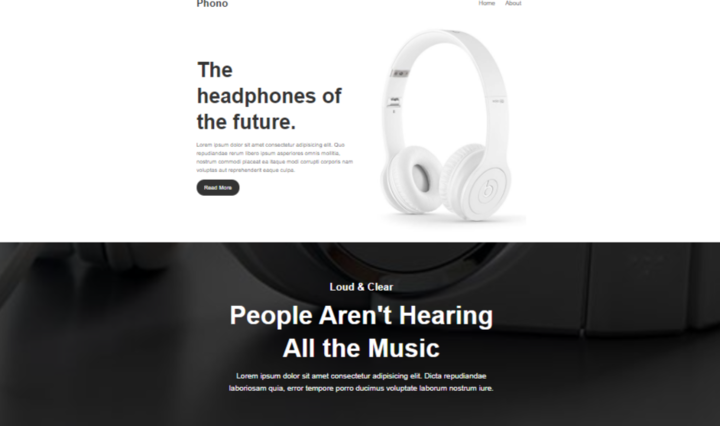 Phono
Home About
The
headphones of
the future.
Lorem ipsum dolor sit amet consectetur adipisicing elit. Quo
repudiandae rerum libero ipsum asperiores omnis mollitia,
nostrum commodi placeat ea itaque modi corrupti corporis nam
voluptas aut reprehenderit eaque culpa.
Read More
Loud & Clear
People Aren't Hearing
All the Music
Lorem ipsum dolor sit amet consectetur adipisicing elit. Dicta repudiandae
laboriosam quia, error tempore porro ducimus voluptate laborum nostrum iure.